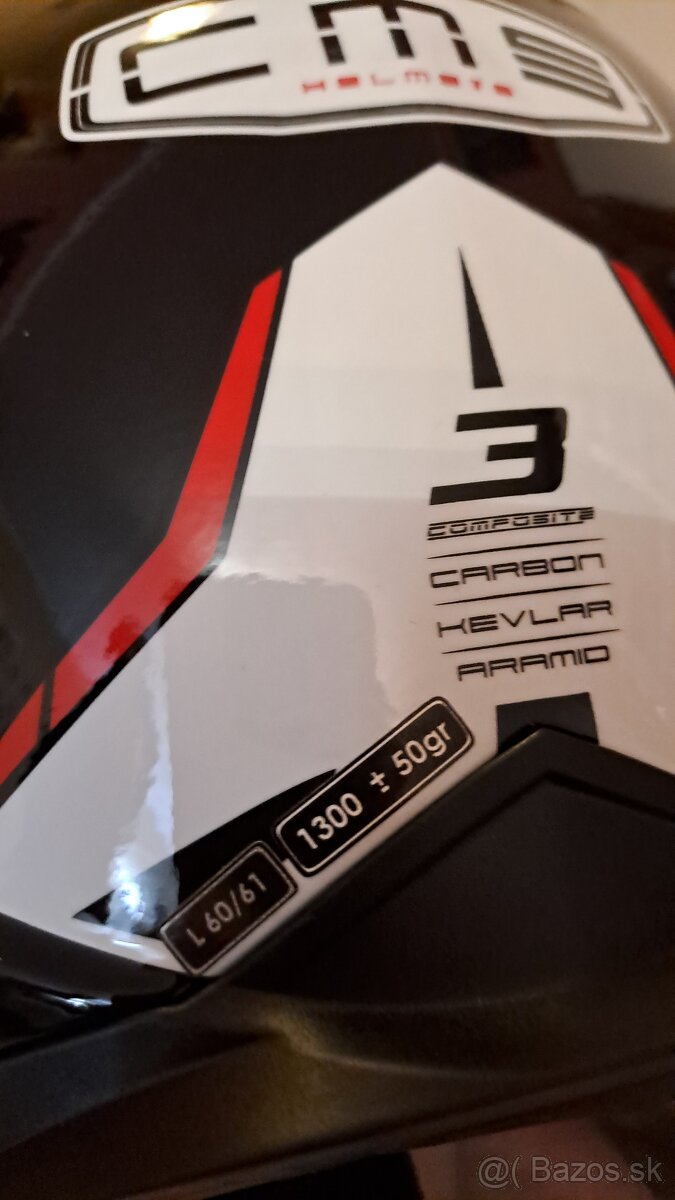 CMS
HELMETS
3
COMPOSITE
CARBON
KEVLAR
ARAMID
1300 ± 50gr
L 60/61
@( Bazos.sk